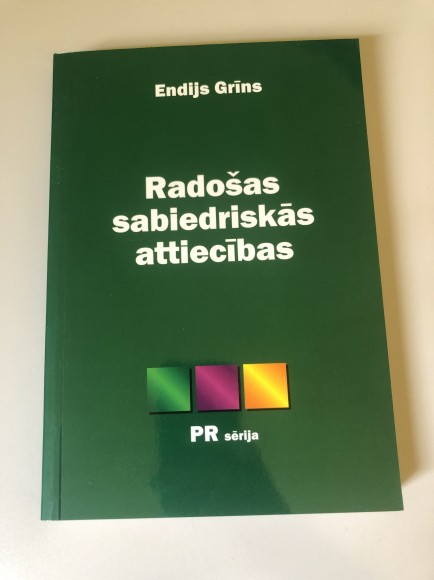 Endijs Grīns
Radošas
sabiedriskās
attiecības
PR sērija